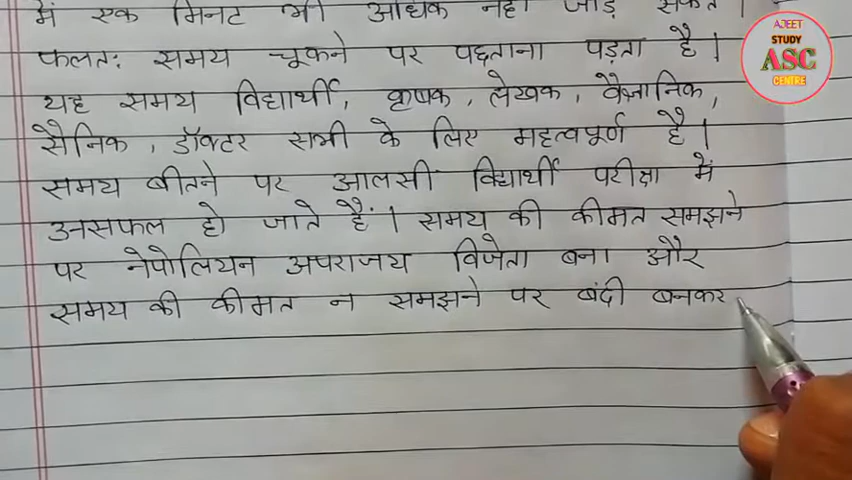 में एक मिनट भी अधिक नहीं जोड़ सकते।
फलतः समय चूकने पर पछताना पड़ता है।
यह समय विद्यार्थी, कृषक, लेखक, वैज्ञानिक,
सैनिक, डॉक्टर सभी के लिए महत्वपूर्ण है।
समय बीतने पर आलसी विद्यार्थी परीक्षा में
असफल हो जाते हैं। समय की कीमत समझने
पर नेपोलियन अपराजय विजेता बना और
समय की कीमत न समझने पर बंदी बनकर
AJEET
STUDY
ASC
CENTRE